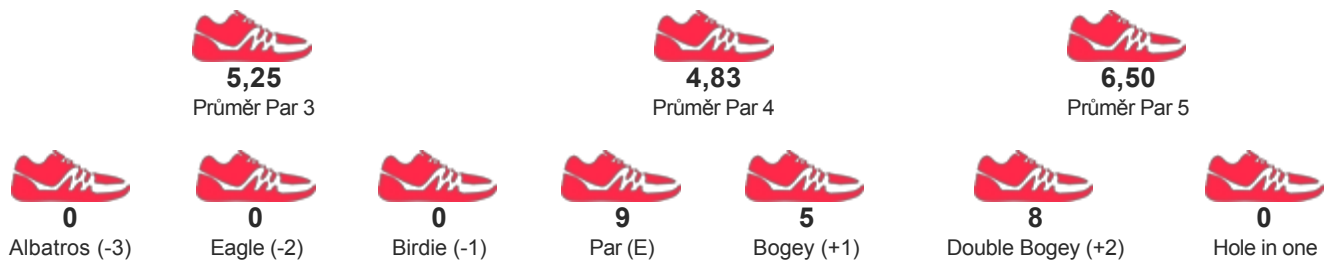 5,25 4,83 6,50
Průměr Par 3 Průměr Par 4 Průměr Par 5
0 0 0 9 5 8 0
Albatros (-3) Eagle (-2) Birdie (-1) Par (E) Bogey (+1) Double Bogey (+2) Hole in one